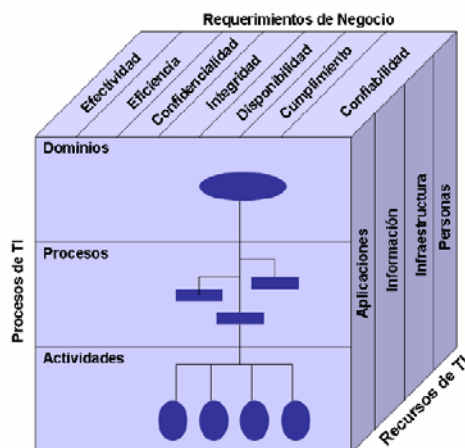 Requerimientos de Negocio
Efectividad
Eficiencia
Confidencialidad
Integridad
Disponibilidad
Cumplimiento
Confiabilidad
Dominios
Procesos
Actividades
Procesos de TI
Aplicaciones
Información
Infraestructura
Personas
Recursos de TI